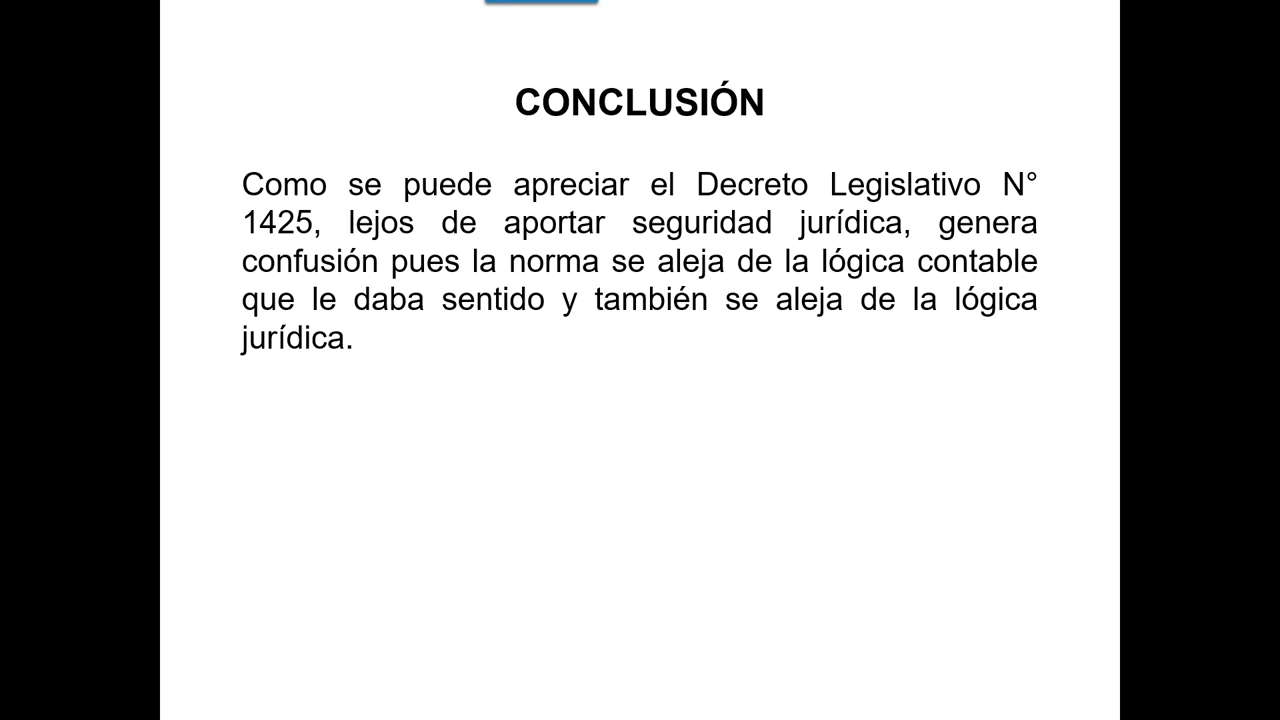 CONCLUSIÓN
Como se puede apreciar el Decreto Legislativo N°
1425, lejos de aportar seguridad jurídica, genera
confusión pues la norma se aleja de la lógica contable
que le daba sentido y también se aleja de la lógica
jurídica.